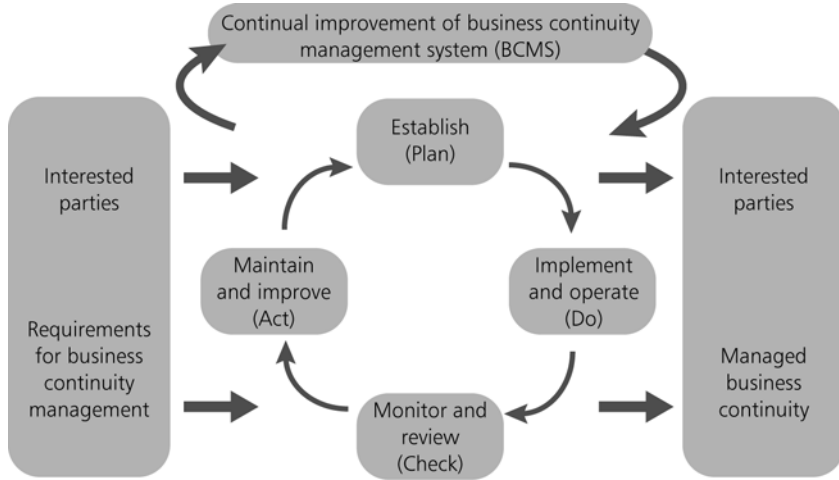 Continual improvement of business continuity
management system (BCMS)
Establish
(Plan)
Interested
parties
Interested
parties
Maintain
and improve
(Act)
Implement
and operate
(Do)
Requirements
for business
continuity
management
Managed
business
continuity
Monitor and
review
(Check)